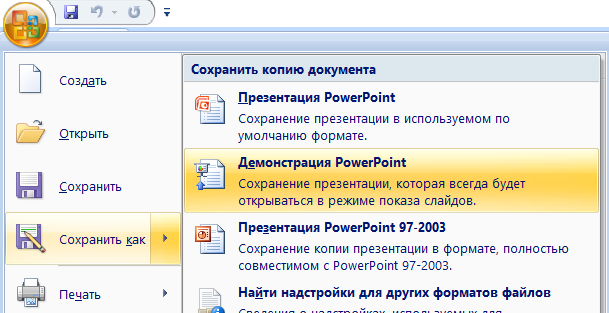 Создать
Открыть
Сохранить
Сохранить как
Печать
Сохранить копию документа
Презентация PowerPoint
Сохранение презентации в используемом по
умолчанию формате.
Демонстрация PowerPoint
Сохранение презентации, которая всегда будет
открываться в режиме показа слайдов.
Презентация PowerPoint 97-2003
Сохранение копии презентации в формате, полностью
совместимом с PowerPoint 97-2003.
Найти надстройки для других форматов файлов